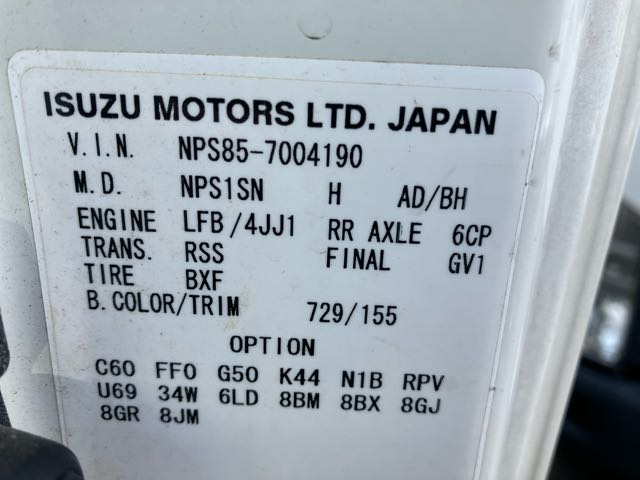 ISUZU MOTORS LTD. JAPAN
V.I.N. NPS85-7004190
M.D. NPS1SN H AD/BH
ENGINE LFB/4JJ1 RR AXLE 6CP
TRANS. RSS FINAL GV1
TIRE BXF
B.COLOR/TRIM 729/155
OPTION
C60 FF0 G50 K44 N1B RPV
U69 34W 6LD 8BM 8BX 8GJ
8GR 8JM